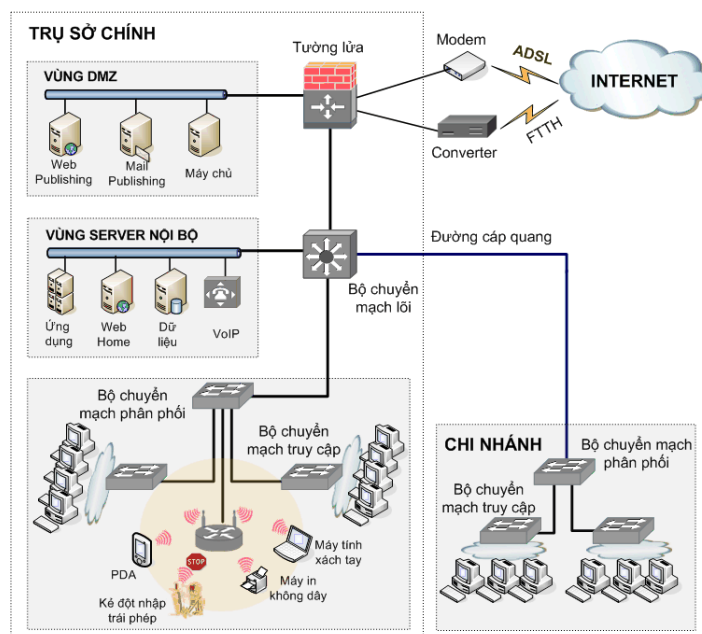 TRỤ SỞ CHÍNH
Tường lửa
Modem
ADSL
INTERNET
FTTH
Converter
VÙNG DMZ
Web
Publishing
Mail
Publishing
Máy chủ
VÙNG SERVER NỘI BỘ
Ứng
dụng
Web
Home
Dữ
liệu
VoIP
Bộ chuyển
mạch lõi
Đường cáp quang
Bộ chuyển
mạch phân phối
Bộ chuyển
mạch truy cập
PDA
STOP
Máy tính
xách tay
Máy in
không dây
Kẻ đột nhập
trái phép
CHI NHÁNH
Bộ chuyển mạch
phân phối
Bộ chuyển
mạch truy cập